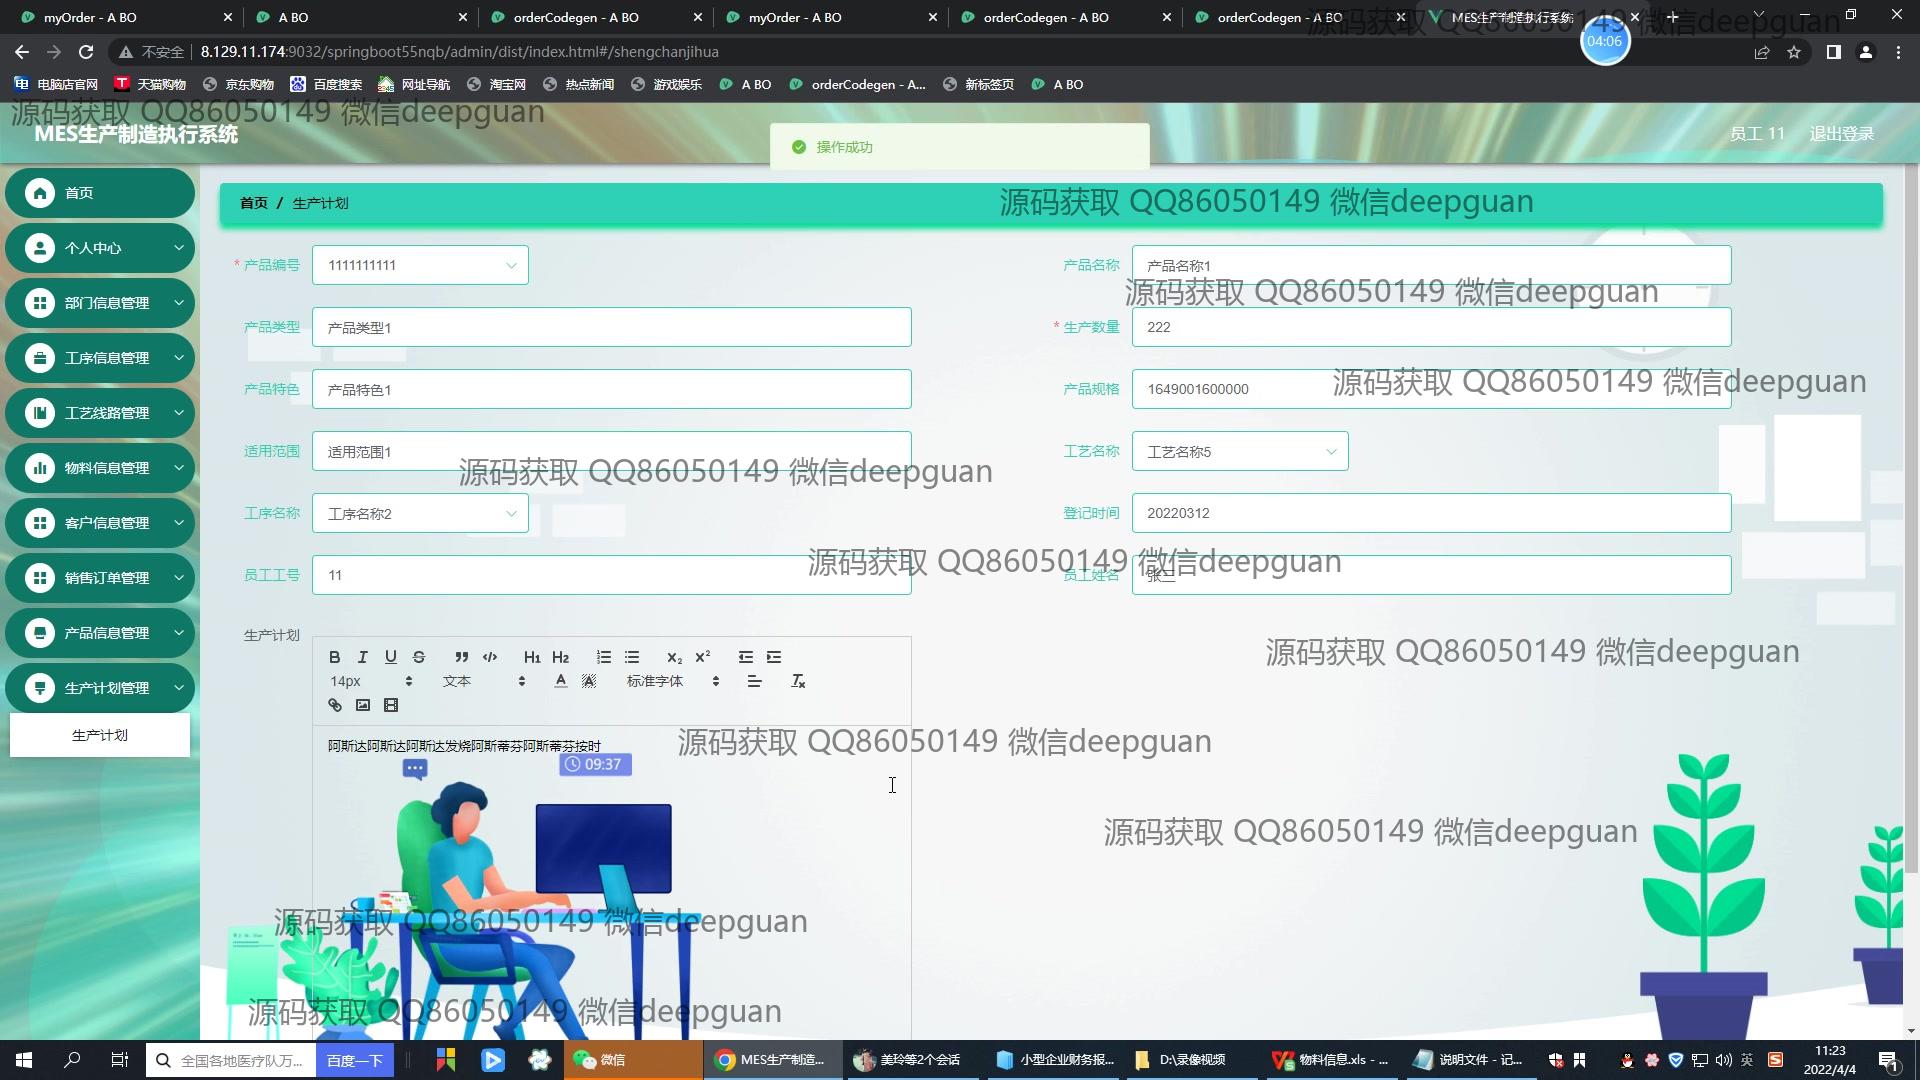 myOrder - A BO
A BO
orderCodegen - A BO
myOrder - A BO
orderCodegen - A BO
orderCodegen - A BO
MES生产制造执行系统
04:06
不安全 8.129.11.174:9032/springboot55nqb/admin/dist/index.html#/shengchanjihua
电脑店官网 天猫购物 京东购物 百度搜索 网址导航 淘宝网 热点新闻 游戏娱乐 A BO orderCodegen - A... 新标签页 A BO
源码获取 QQ86050149 微信deepguan
MES生产制造执行系统
操作成功
员工 11 退出登录
首页
个人中心
部门信息管理
工序信息管理
工艺线路管理
物料信息管理
客户信息管理
销售订单管理
产品信息管理
生产计划管理
生产计划
首页 / 生产计划
源码获取 QQ86050149 微信deepguan
* 产品编号 1111111111
产品名称 产品名称1
源码获取 QQ86050149 微信deepguan
产品类型 产品类型1
* 生产数量 222
产品特色 产品特色1
产品规格 1649001600000
源码获取 QQ86050149 微信deepguan
适用范围 适用范围1
工艺名称 工艺名称5
源码获取 QQ86050149 微信deepguan
工序名称 工序名称2
登记时间 20220312
源码获取 QQ86050149 微信deepguan
员工工号 11
员工姓名 张三
生产计划
源码获取 QQ86050149 微信deepguan
B I U S H1 H2 x2 x2
14px 文本 A A 标准字体
阿斯达阿斯达阿斯达发烧阿斯蒂芬阿斯蒂芬按时
源码获取 QQ86050149 微信deepguan
09:37
源码获取 QQ86050149 微信deepguan
源码获取 QQ86050149 微信deepguan
源码获取 QQ86050149 微信deepguan
全国各地医疗队万... 百度一下
微信
MES生产制造...
美玲等2个会话
小型企业财务报...
D:\录像视频
物料信息.xls - ...
说明文件 - 记...
英
11:23
2022/4/4
1